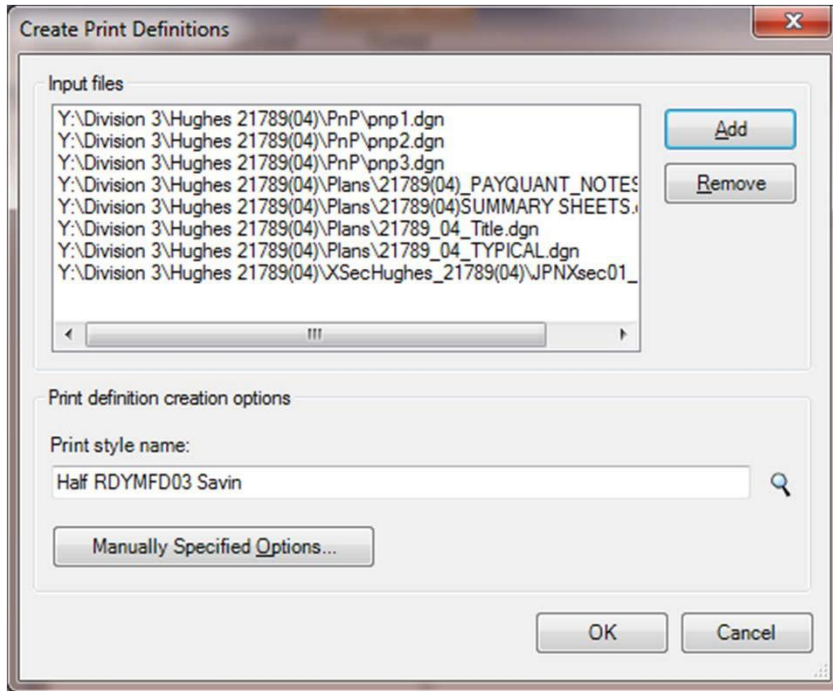 Create Print Definitions
Input files
Y:\Division 3\Hughes 21789(04)\PnP\pnp1.dgn
Y:\Division 3\Hughes 21789(04)\PnP\pnp2.dgn
Y:\Division 3\Hughes 21789(04)\PnP\pnp3.dgn
Y:\Division 3\Hughes 21789(04)\Plans\21789(04)_PAYQUANT_NOTES
Y:\Division 3\Hughes 21789(04)\Plans\21789(04)SUMMARY SHEETS.
Y:\Division 3\Hughes 21789(04)\Plans\21789_04_Title.dgn
Y:\Division 3\Hughes 21789(04)\Plans\21789_04_TYPICAL.dgn
Y:\Division 3\Hughes 21789(04)\XSecHughes_21789(04)\JPNXsec01_
Add
Remove
Print definition creation options
Print style name:
Half RDYMFD03 Savin
Manually Specified Options...
OK Cancel